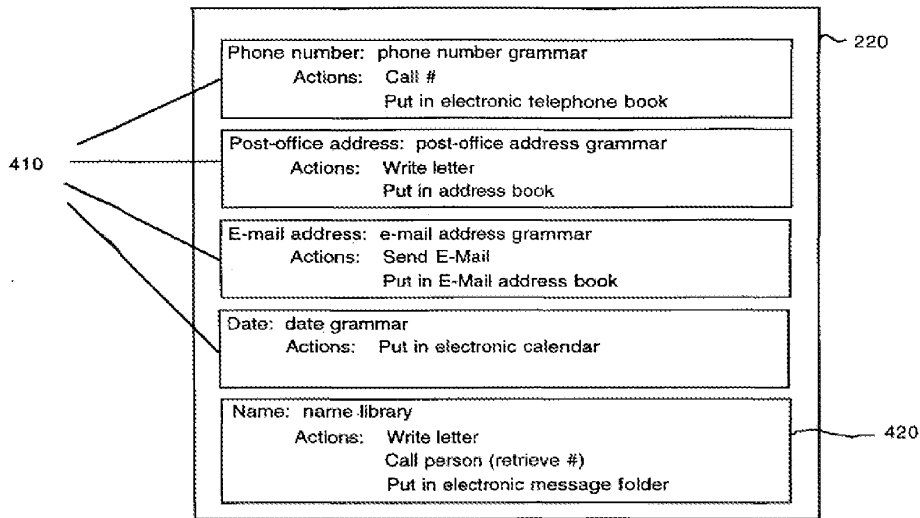 220
Phone number: phone number grammar
Actions: Call #
Put in electronic telephone book
410
Post-office address: post-office address grammar
Actions: Write letter
Put in address book
E-mail address: e-mail address grammar
Actions: Send E-Mail
Put in E-Mail address book
Date: date grammar
Actions: Put in electronic calendar
Name: name library
Actions: Write letter
420
Call person (retrieve #)
Put in electronic message folder